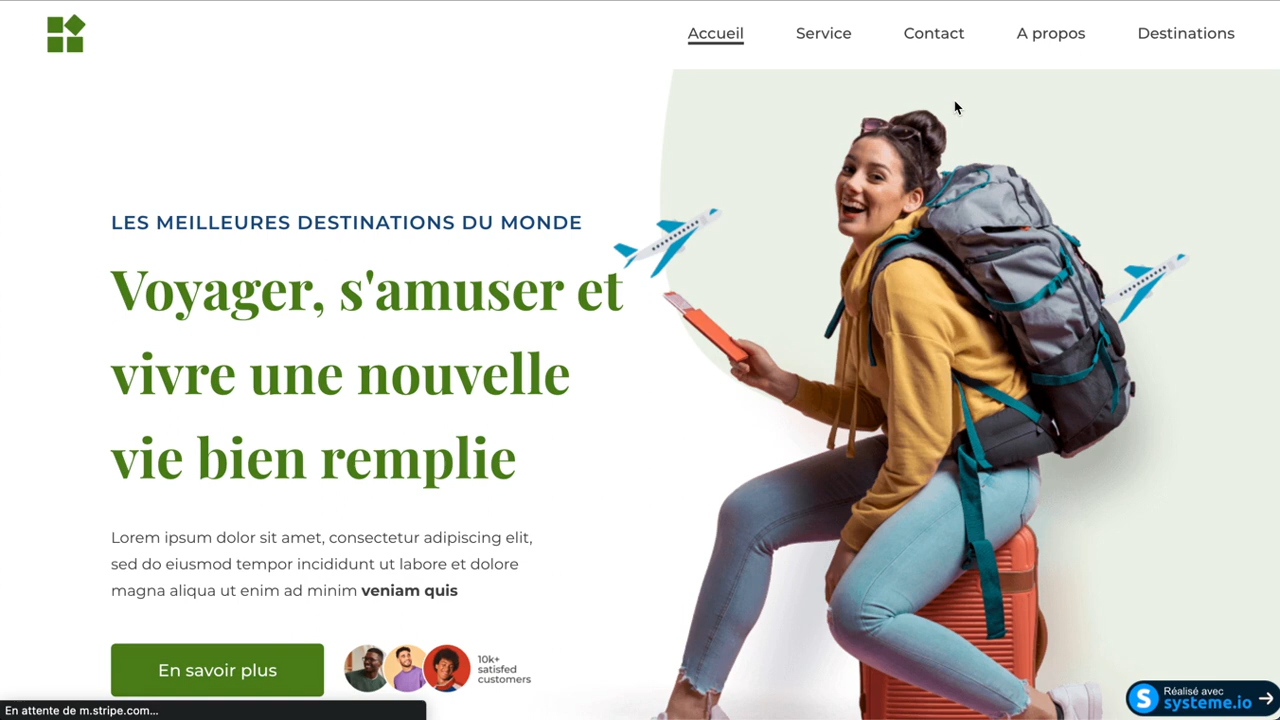 Accueil
Service
Contact
A propos
Destinations
LES MEILLEURES DESTINATIONS DU MONDE
Voyager, s'amuser et
vivre une nouvelle
vie bien remplie
Lorem ipsum dolor sit amet, consectetur adipiscing elit,
sed do eiusmod tempor incididunt ut labore et dolore
magna aliqua ut enim ad minim veniam quis
En savoir plus
10k+
satisfed
customers
En attente de m.stripe.com...
S
Réalisé avec
systeme.io